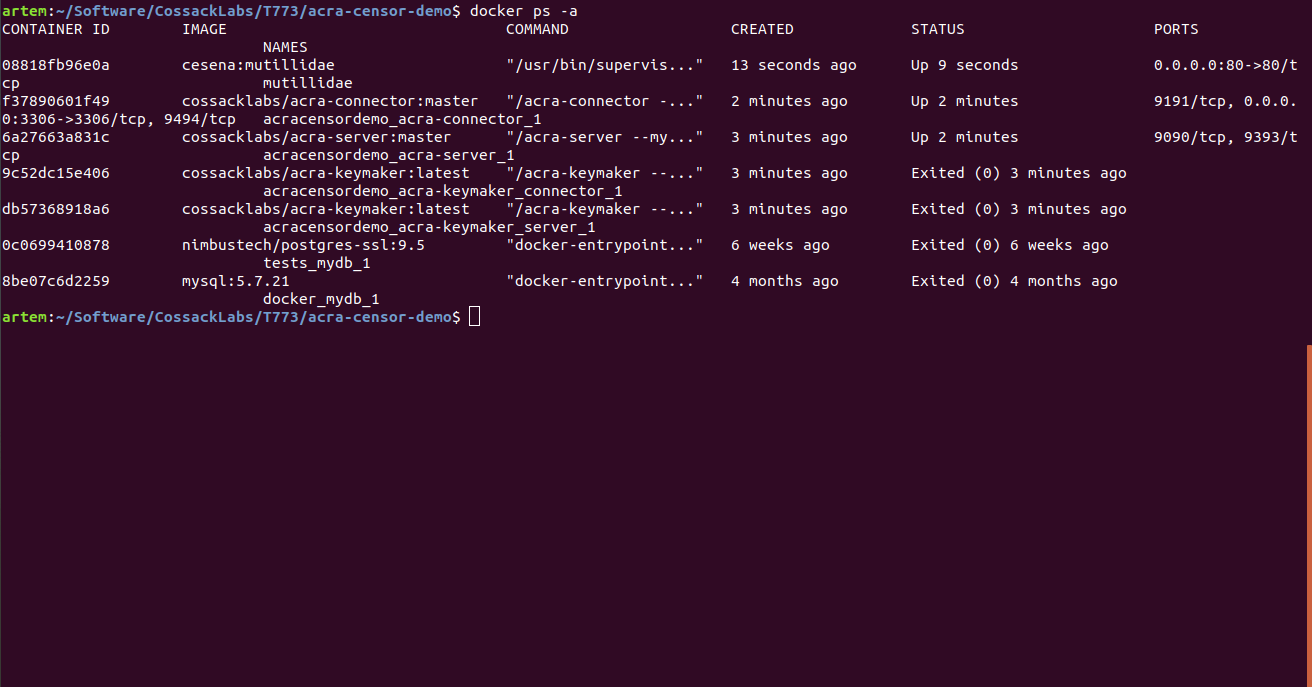 artem:~/Software/CossackLabs/T773/acra-censor-demo$ docker ps -a
CONTAINER ID        IMAGE                               COMMAND                  CREATED             STATUS                     PORTS
                             NAMES
08818fb96e0a        cesena:mutillidae                   "/usr/bin/supervis..."   13 seconds ago      Up 9 seconds               0.0.0.0:80->80/t
cp                           mutillidae
f37890601f49        cossacklabs/acra-connector:master   "/acra-connector -..."   2 minutes ago       Up 2 minutes               9191/tcp, 0.0.0.
0:3306->3306/tcp, 9494/tcp   acracensordemo_acra-connector_1
6a27663a831c        cossacklabs/acra-server:master      "/acra-server --my..."   3 minutes ago       Up 2 minutes               9090/tcp, 9393/t
cp                           acracensordemo_acra-server_1
9c52dc15e406        cossacklabs/acra-keymaker:latest    "/acra-keymaker --..."   3 minutes ago       Exited (0) 3 minutes ago
                             acracensordemo_acra-keymaker_connector_1
db57368918a6        cossacklabs/acra-keymaker:latest    "/acra-keymaker --..."   3 minutes ago       Exited (0) 3 minutes ago
                             acracensordemo_acra-keymaker_server_1
0c0699410878        nimbustech/postgres-ssl:9.5         "docker-entrypoint..."   6 weeks ago         Exited (0) 6 weeks ago
                             tests_mydb_1
8be07c6d2259        mysql:5.7.21                        "docker-entrypoint..."   4 months ago        Exited (0) 4 months ago
                             docker_mydb_1
artem:~/Software/CossackLabs/T773/acra-censor-demo$